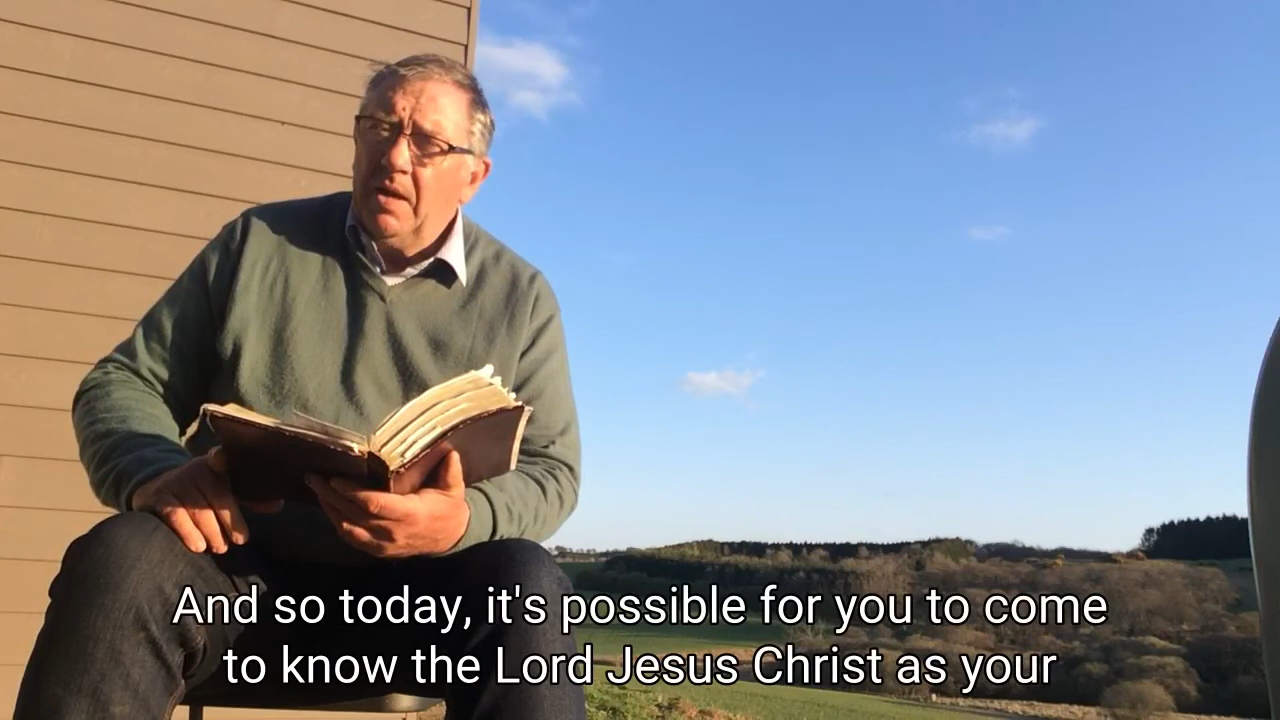 And so today, it's possible for you to come
to know the Lord Jesus Christ as your